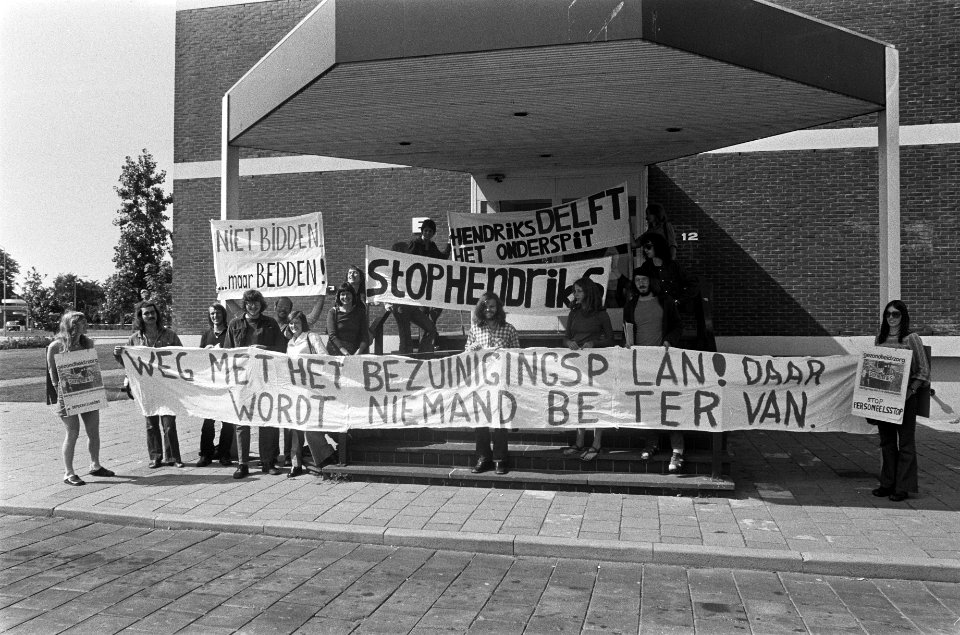 NIET BIDDEN,
...maar BEDDEN!
HENDRIKS DELFT
HET ONDERSPIT
STOP HENDRIKS
12
WEG MET HET BEZUINIGINGSPLAN! DAAR
WORDT NIEMAND BETER VAN.
gezondheidszorg
STOP
PERSONEELSSTOP